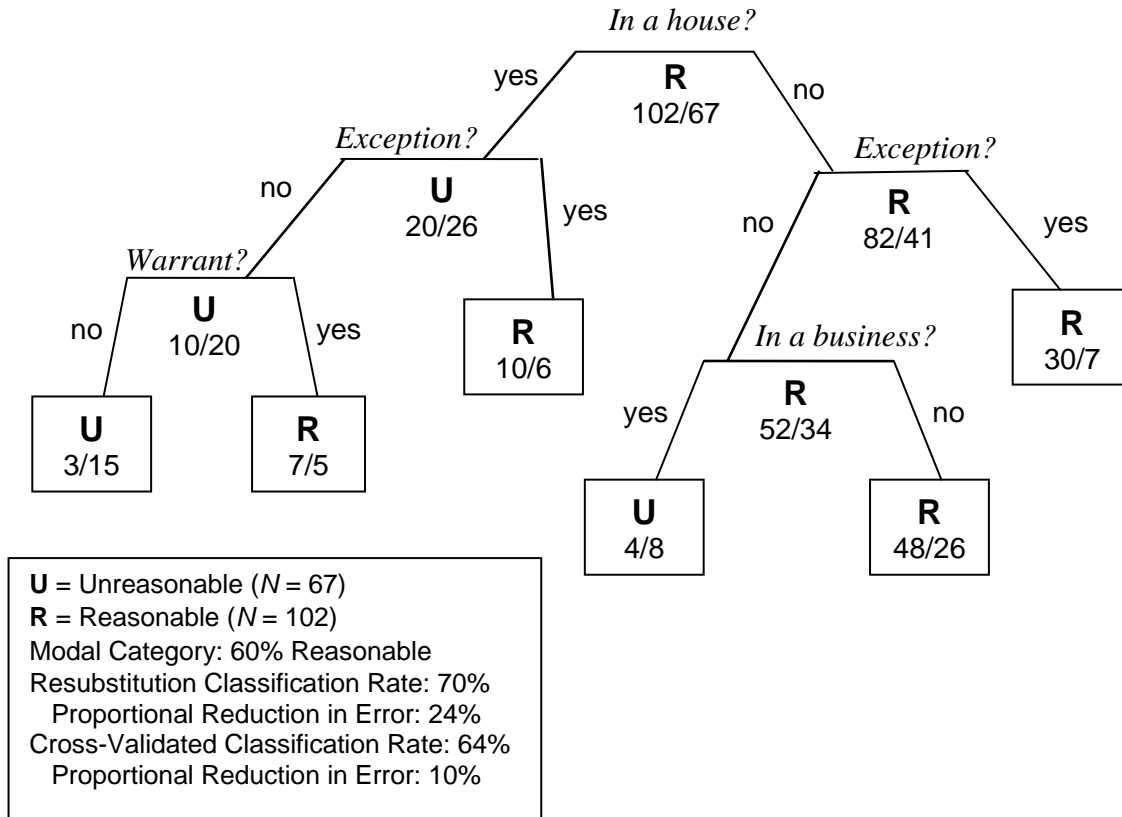 In a house?
yes
R
no
102/67
Exception?
Exception?
no
U
yes
20/26
no
R
yes
82/41
Warrant?
no
U
yes
10/20
R
10/6
In a business?
R
30/7
yes
R
no
52/34
U
3/15
R
7/5
U
4/8
R
48/26
U = Unreasonable (N = 67)
R = Reasonable (N = 102)
Modal Category: 60% Reasonable
Resubstitution Classification Rate: 70%
Proportional Reduction in Error: 24%
Cross-Validated Classification Rate: 64%
Proportional Reduction in Error: 10%